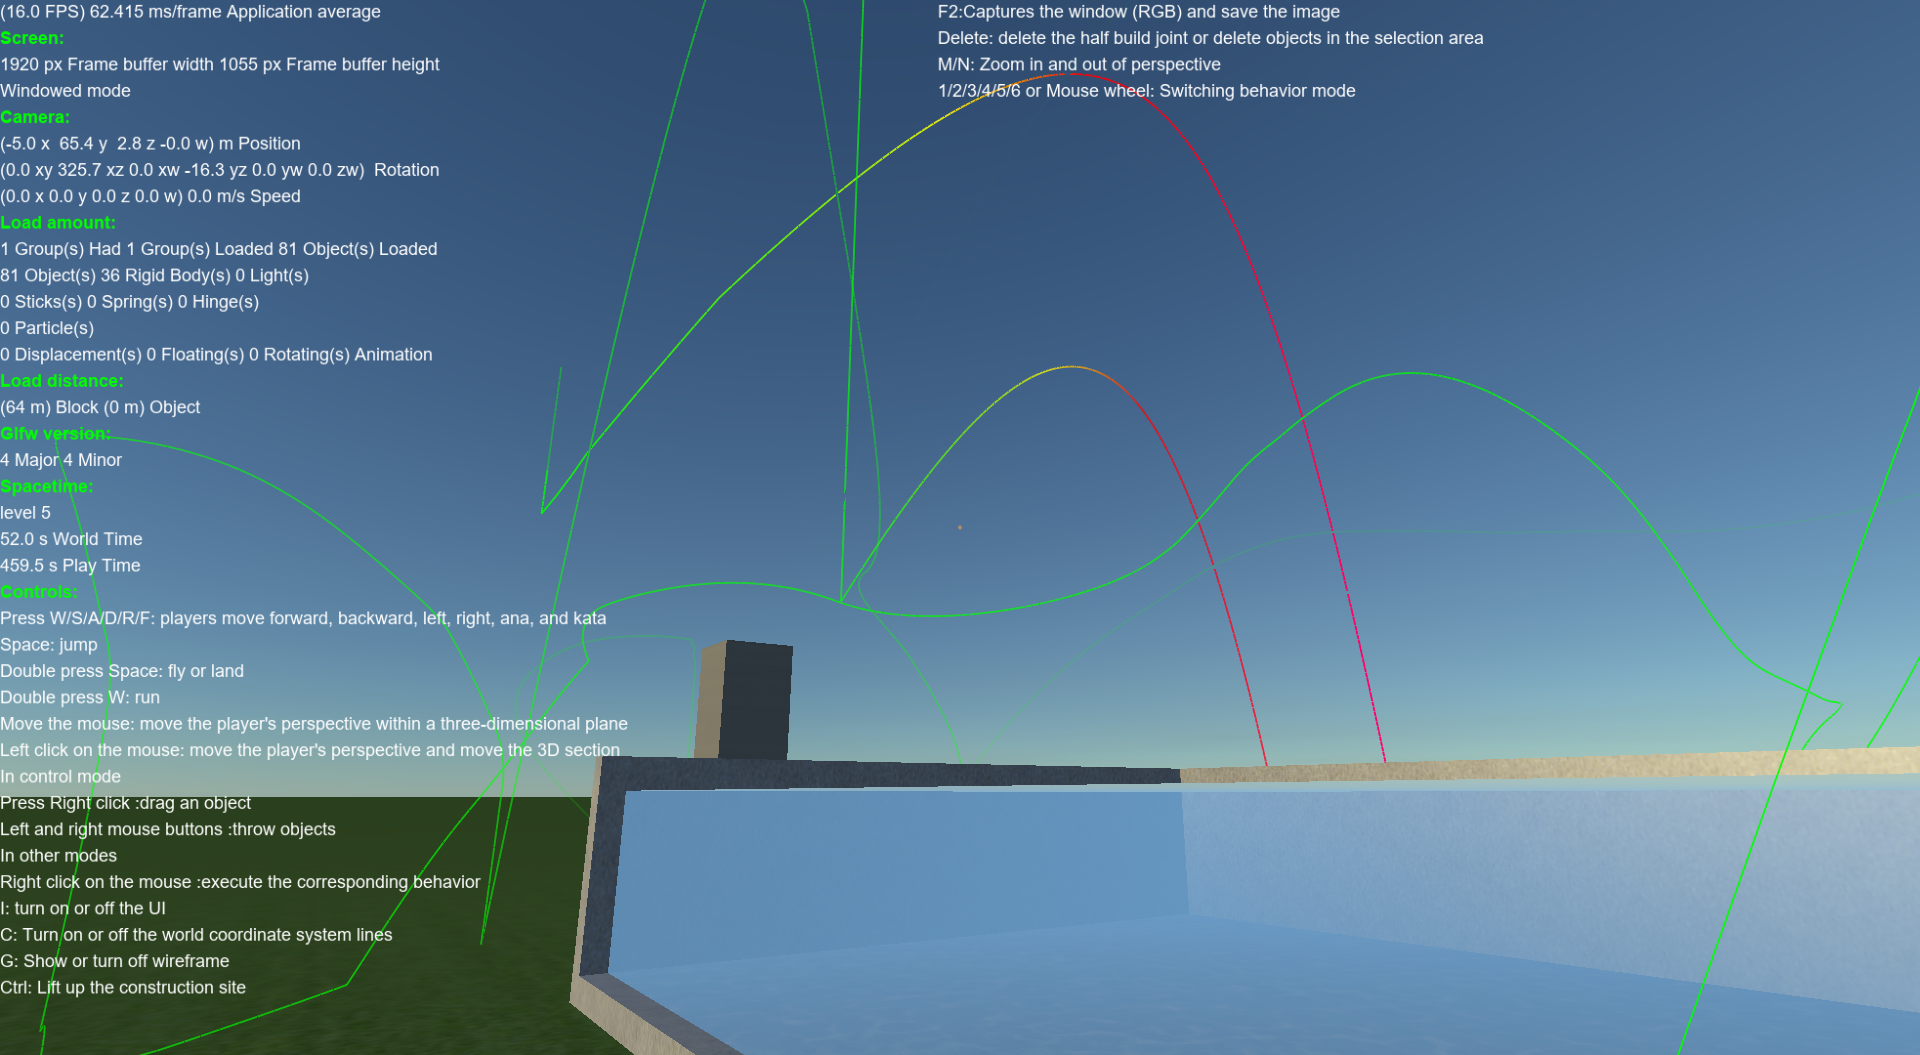 (16.0 FPS) 62.415 ms/frame Application average
Screen:
1920 px Frame buffer width 1055 px Frame buffer height
Windowed mode
Camera:
(-5.0 x  65.4 y  2.8 z -0.0 w) m Position
(0.0 xy 325.7 xz 0.0 xw -16.3 yz 0.0 yw 0.0 zw)  Rotation
(0.0 x 0.0 y 0.0 z 0.0 w) 0.0 m/s Speed
Load amount:
1 Group(s) Had 1 Group(s) Loaded 81 Object(s) Loaded
81 Object(s) 36 Rigid Body(s) 0 Light(s)
0 Sticks(s) 0 Spring(s) 0 Hinge(s)
0 Particle(s)
0 Displacement(s) 0 Floating(s) 0 Rotating(s) Animation
Load distance:
(64 m) Block (0 m) Object
Glfw version:
4 Major 4 Minor
Spacetime:
level 5
52.0 s World Time
459.5 s Play Time
Controls:
Press W/S/A/D/R/F: players move forward, backward, left, right, ana, and kata
Space: jump
Double press Space: fly or land
Double press W: run
Move the mouse: move the player's perspective within a three-dimensional plane
Left click on the mouse: move the player's perspective and move the 3D section
In control mode
Press Right click :drag an object
Left and right mouse buttons :throw objects
In other modes
Right click on the mouse :execute the corresponding behavior
I: turn on or off the UI
C: Turn on or off the world coordinate system lines
G: Show or turn off wireframe
Ctrl: Lift up the construction site
F2:Captures the window (RGB) and save the image
Delete: delete the half build joint or delete objects in the selection area
M/N: Zoom in and out of perspective
1/2/3/4/5/6 or Mouse wheel: Switching behavior mode